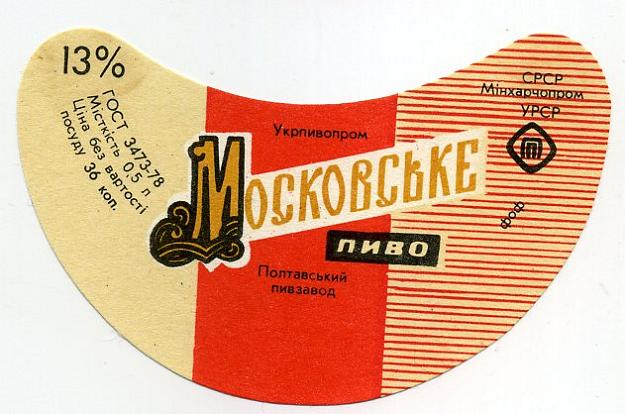 13%
ГОСТ 3473-78
Місткість 0,5 л
Ціна без вартості
посуду 36 коп.
Укрпивопром
Московське
пиво
Полтавський
пивзавод
СРСР
Мінхарчопром
УРСР
фоф